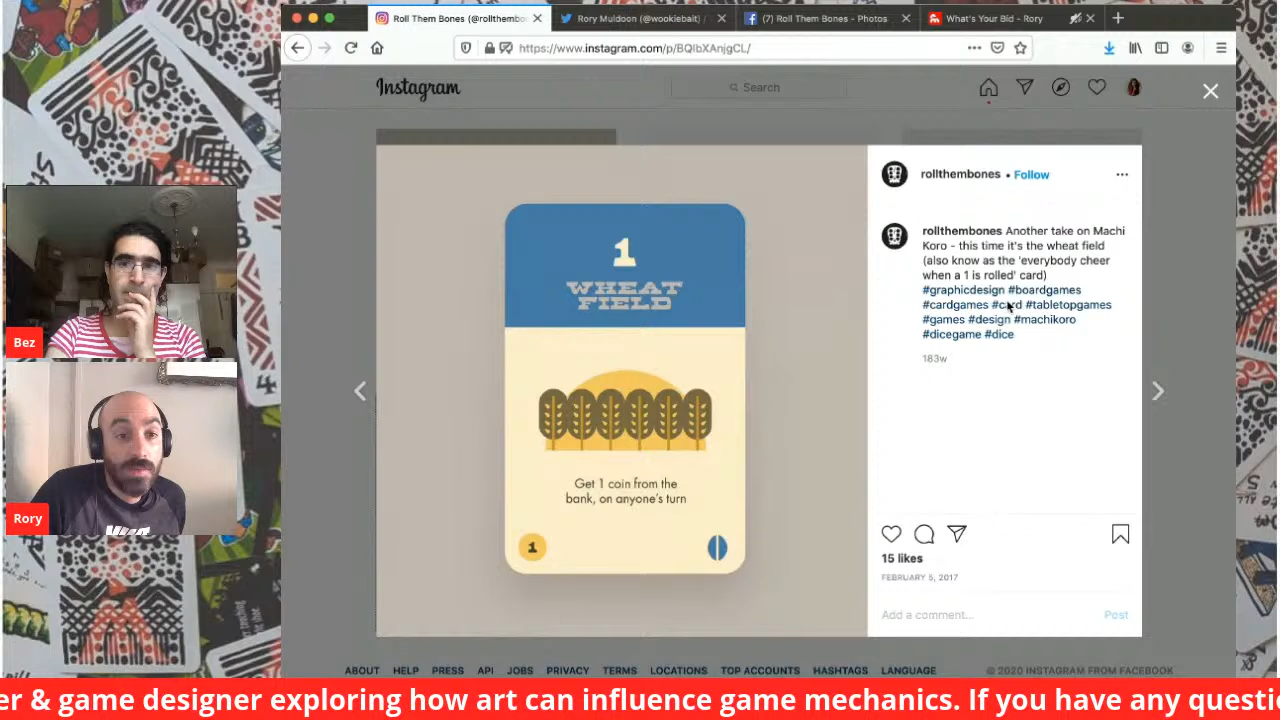 Roll Them Bones (@rollthembo
Rory Muldoon (@wookiebait) /
(7) Roll Them Bones - Photos
What's Your Bid - Rory
https://www.instagram.com/p/BQlbXAnjgCL/
Instagram
Search
rollthembones • Follow
rollthembones Another take on Machi
Koro - this time it's the wheat field
(also know as the 'everybody cheer
when a 1 is rolled' card)
#graphicdesign #boardgames
#cardgames #card #tabletopgames
#games #design #machikoro
#dicegame #dice
183w
1
WHEAT
FIELD
Get 1 coin from the
bank, on anyone's turn
1
15 likes
FEBRUARY 5, 2017
Add a comment... Post
Bez
Rory
ABOUT HELP PRESS API JOBS PRIVACY TERMS LOCATIONS TOP ACCOUNTS HASHTAGS LANGUAGE © 2020 INSTAGRAM FROM FACEBOOK
er & game designer exploring how art can influence game mechanics. If you have any questi